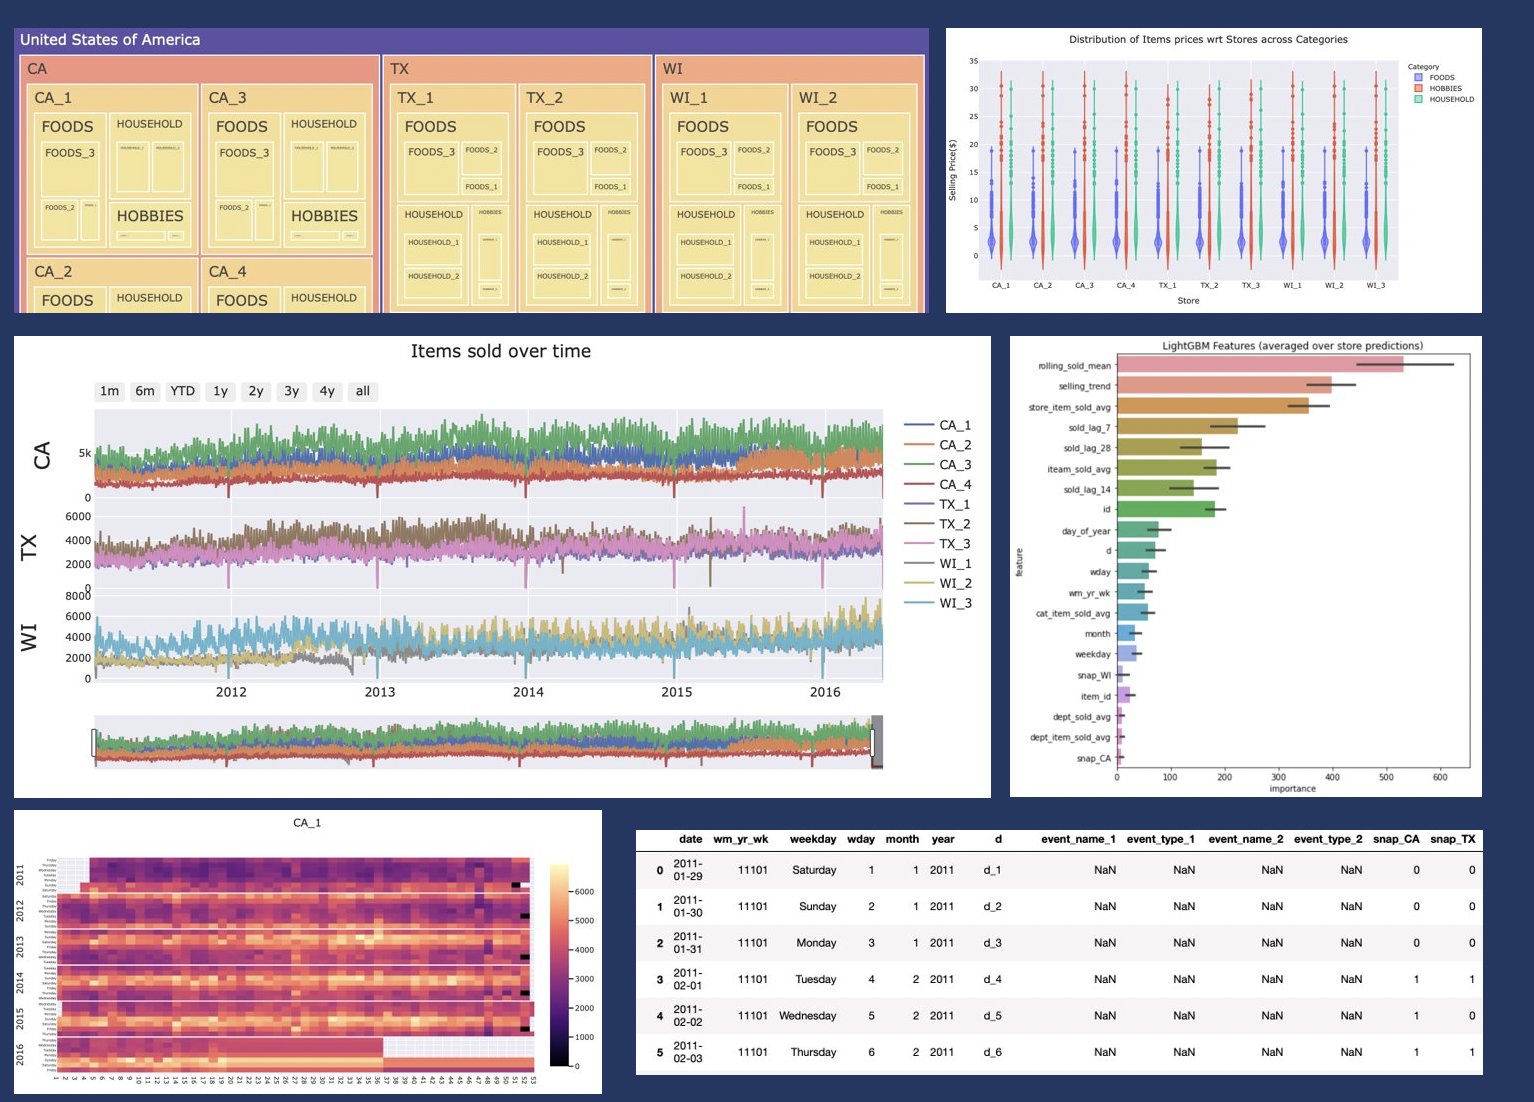 United States of America
CA TX WI
CA_1 CA_3 TX_1 TX_2 WI_1 WI_2
FOODS HOUSEHOLD FOODS HOUSEHOLD FOODS FOODS FOODS FOODS
FOODS_3 FOODS_3 FOODS_3 FOODS_2 FOODS_3 FOODS_2 FOODS_3 FOODS_2 FOODS_3 FOODS_2
FOODS_1 FOODS_1 FOODS_1 FOODS_1
FOODS_2 HOBBIES FOODS_2 HOBBIES HOUSEHOLD HOBBIES HOUSEHOLD HOBBIES HOUSEHOLD HOBBIES HOUSEHOLD HOBBIES
HOUSEHOLD_1 HOUSEHOLD_1 HOUSEHOLD_1 HOUSEHOLD_1
CA_2 CA_4 HOUSEHOLD_2 HOUSEHOLD_2 HOUSEHOLD_2 HOUSEHOLD_2
FOODS HOUSEHOLD FOODS HOUSEHOLD
Distribution of Items prices wrt Stores across Categories
Category
FOODS
HOBBIES
HOUSEHOLD
Selling Price($)
35
30
25
20
15
10
5
0
CA_1 CA_2 CA_3 CA_4 TX_1 TX_2 TX_3 WI_1 WI_2 WI_3
Store
Items sold over time
1m 6m YTD 1y 2y 3y 4y all
CA
5k
0
TX
6000
4000
2000
0
WI
8000
6000
4000
2000
0
2012 2013 2014 2015 2016
CA_1
CA_2
CA_3
CA_4
TX_1
TX_2
TX_3
WI_1
WI_2
WI_3
LightGBM Features (averaged over store predictions)
feature
rolling_sold_mean
selling_trend
store_item_sold_avg
sold_lag_7
sold_lag_28
iteam_sold_avg
sold_lag_14
id
day_of_year
d
wday
wm_yr_wk
cat_item_sold_avg
month
weekday
snap_WI
item_id
dept_sold_avg
dept_item_sold_avg
snap_CA
0 100 200 300 400 500 600
importance
CA_1
2011
2012
2013
2014
2015
2016
6000
5000
4000
3000
2000
1000
0
1 2 3 4 5 6 7 8 9 10 11 12 13 14 15 16 17 18 19 20 21 22 23 24 25 26 27 28 29 30 31 32 33 34 35 36 37 38 39 40 41 42 43 44 45 46 47 48 49 50 51 52 53
date wm_yr_wk weekday wday month year d event_name_1 event_type_1 event_name_2 event_type_2 snap_CA snap_TX
0 2011-01-29 11101 Saturday 1 1 2011 d_1 NaN NaN NaN NaN 0 0
1 2011-01-30 11101 Sunday 2 1 2011 d_2 NaN NaN NaN NaN 0 0
2 2011-01-31 11101 Monday 3 1 2011 d_3 NaN NaN NaN NaN 0 0
3 2011-02-01 11101 Tuesday 4 2 2011 d_4 NaN NaN NaN NaN 1 1
4 2011-02-02 11101 Wednesday 5 2 2011 d_5 NaN NaN NaN NaN 1 0
5 2011-02-03 11101 Thursday 6 2 2011 d_6 NaN NaN NaN NaN 1 1